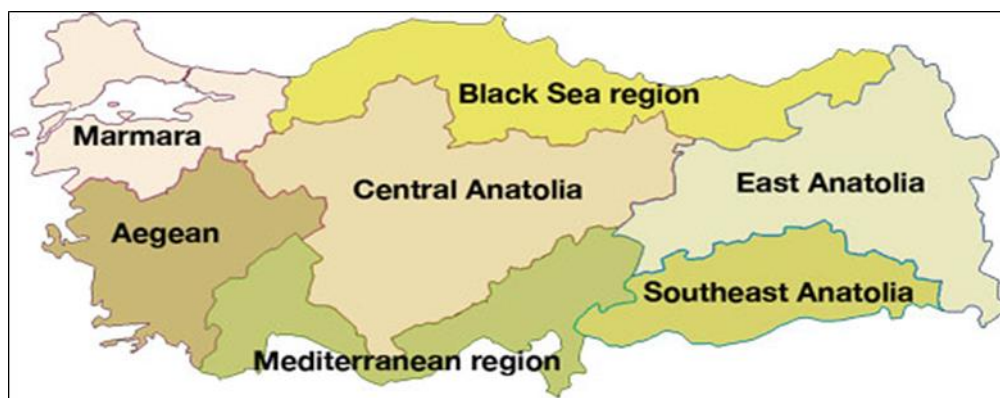 Black Sea region
Marmara
Central Anatolia
East Anatolia
Aegean
Southeast Anatolia
Mediterranean region